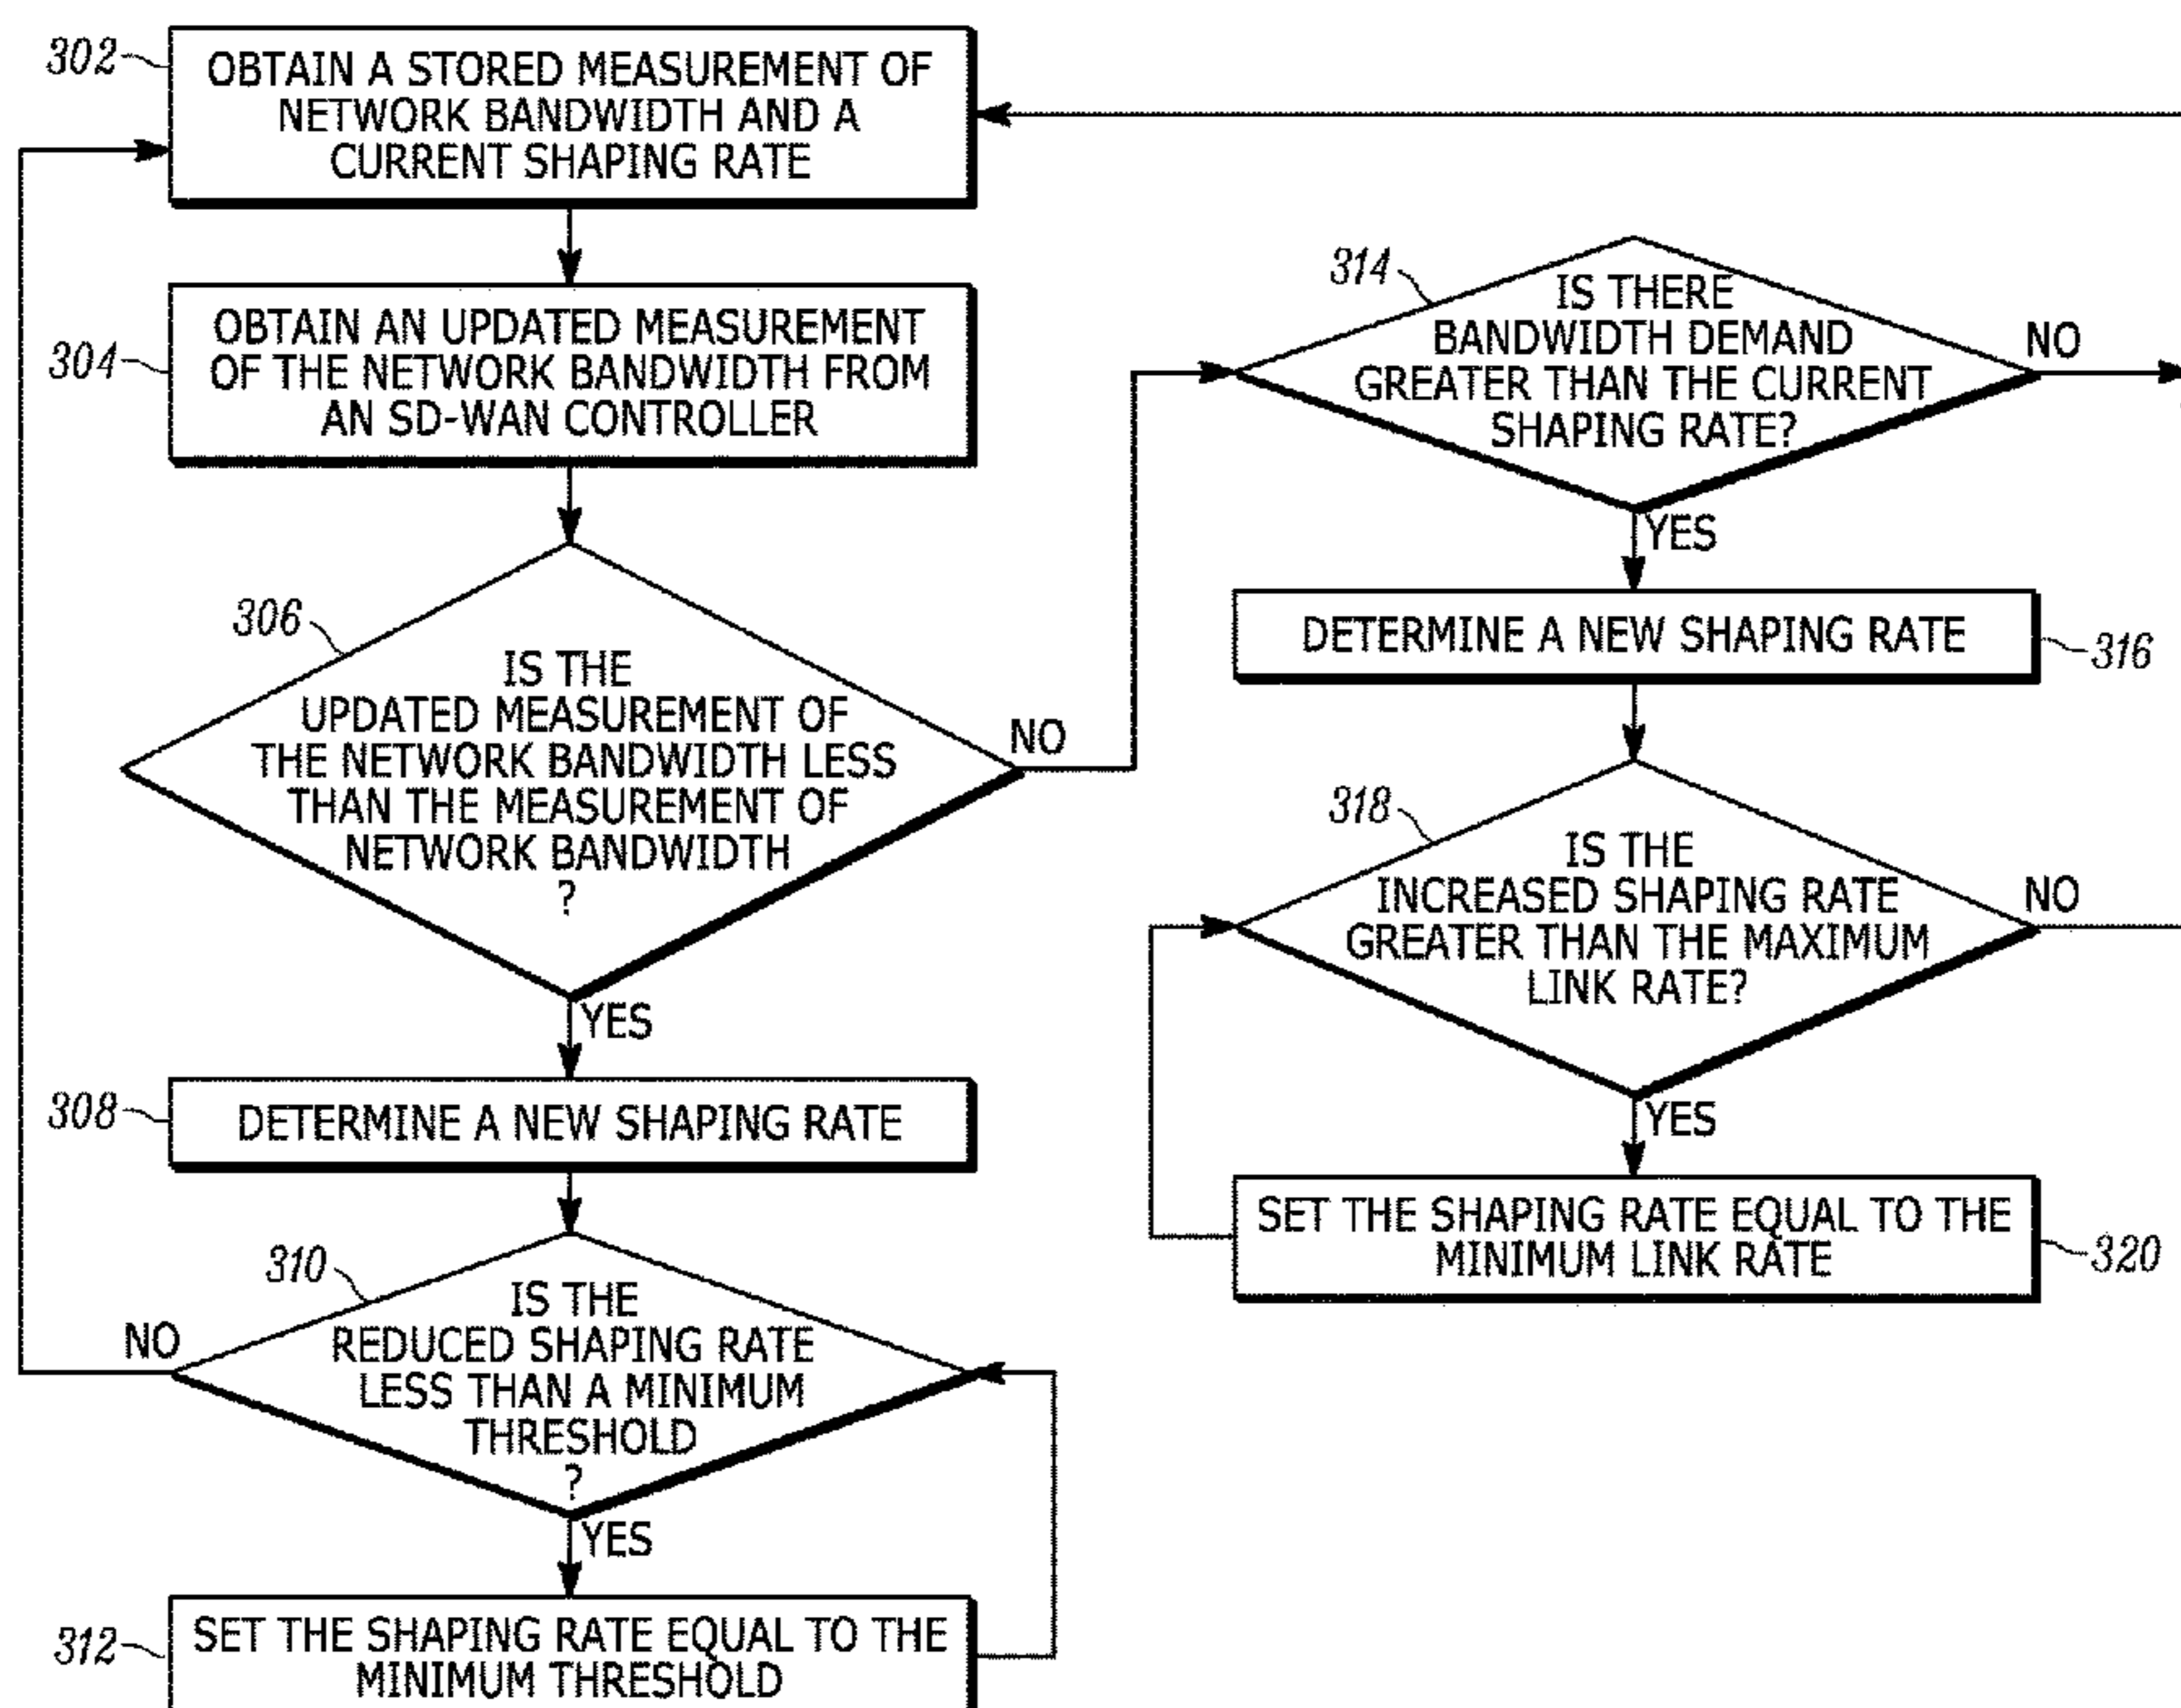 302
OBTAIN A STORED MEASUREMENT OF
NETWORK BANDWIDTH AND A
CURRENT SHAPING RATE
304
OBTAIN AN UPDATED MEASUREMENT
OF THE NETWORK BANDWIDTH FROM
AN SD-WAN CONTROLLER
306
IS THE
UPDATED MEASUREMENT OF
THE NETWORK BANDWIDTH LESS
THAN THE MEASUREMENT OF
NETWORK BANDWIDTH
?
NO
YES
308
DETERMINE A NEW SHAPING RATE
310
IS THE
REDUCED SHAPING RATE
LESS THAN A MINIMUM
THRESHOLD
?
NO
YES
312
SET THE SHAPING RATE EQUAL TO THE
MINIMUM THRESHOLD
314
IS THERE
BANDWIDTH DEMAND
GREATER THAN THE CURRENT
SHAPING RATE?
NO
YES
DETERMINE A NEW SHAPING RATE
316
318
IS THE
INCREASED SHAPING RATE
GREATER THAN THE MAXIMUM
LINK RATE?
NO
YES
SET THE SHAPING RATE EQUAL TO THE
MINIMUM LINK RATE
320